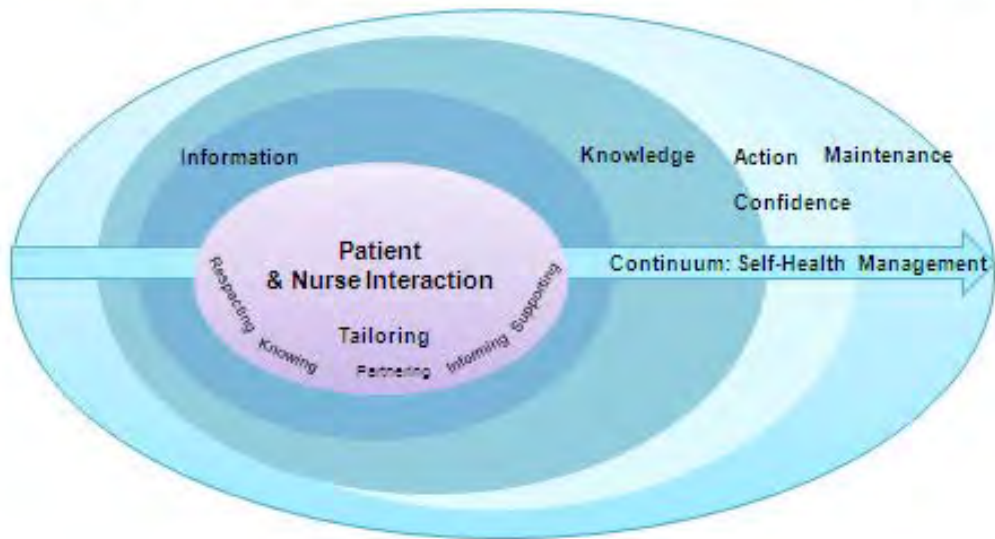 Information
Knowledge
Action
Maintenance
Confidence
Patient
& Nurse Interaction
Continuum: Self-Health Management
Tailoring
Respecting
Knowing
Partnering
Informing
Supporting